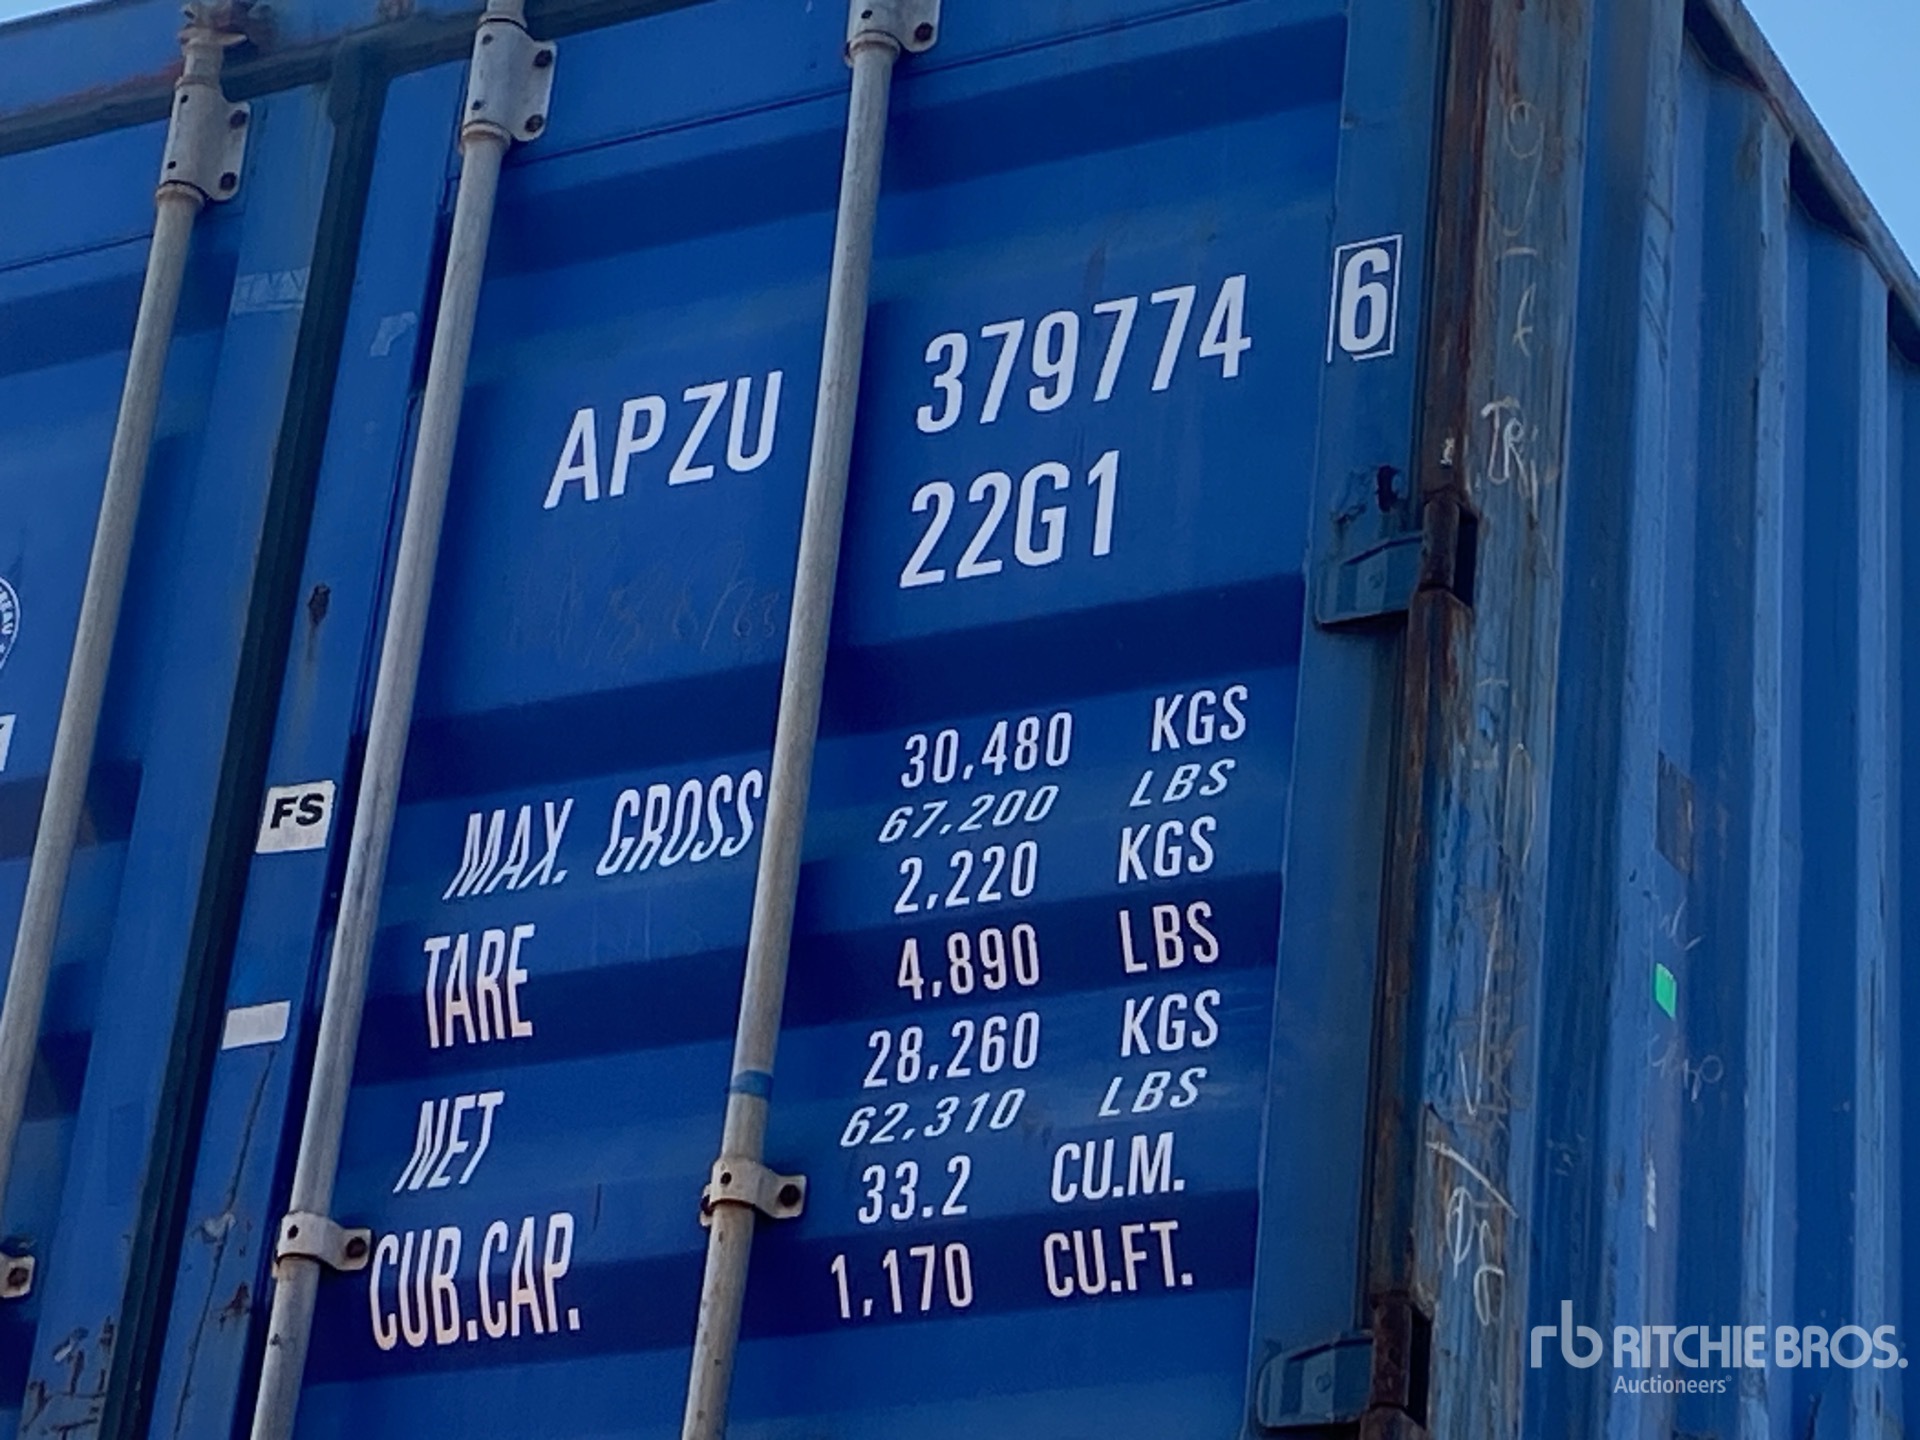 APZU 379774 6
22G1
MAX. GROSS 30.480 KGS
67.200 LBS
TARE 2.220 KGS
4.890 LBS
NET 28.260 KGS
62.310 LBS
CUB.CAP. 33.2 CU.M.
1.170 CU.FT.
FS
TRI
rb RITCHIE BROS.
Auctioneers